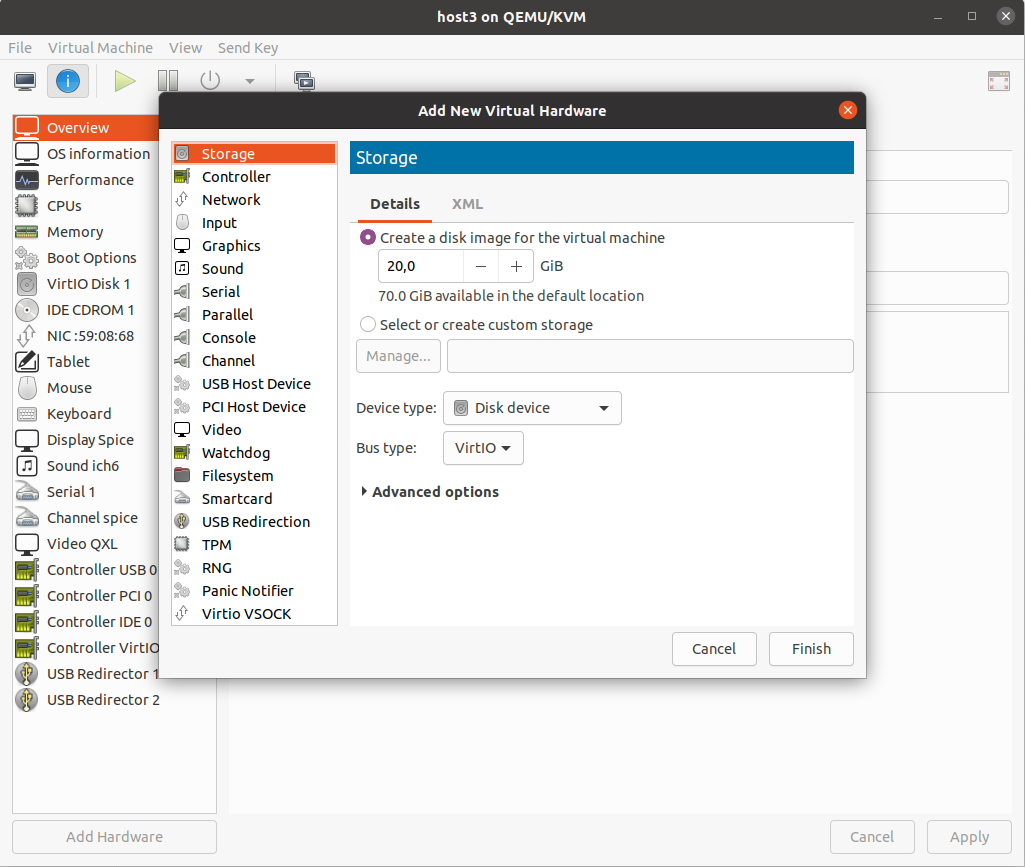 host3 on QEMU/KVM
File Virtual Machine View Send Key
Add New Virtual Hardware
Overview
OS information
Performance
CPUs
Memory
Boot Options
VirtIO Disk 1
IDE CDROM 1
NIC :59:08:68
Tablet
Mouse
Keyboard
Display Spice
Sound ich6
Serial 1
Channel spice
Video QXL
Controller USB 0
Controller PCI 0
Controller IDE 0
Controller VirtIO
USB Redirector 1
USB Redirector 2
Storage
Controller
Network
Input
Graphics
Sound
Serial
Parallel
Console
Channel
USB Host Device
PCI Host Device
Video
Watchdog
Filesystem
Smartcard
USB Redirection
TPM
RNG
Panic Notifier
Virtio VSOCK
Storage
Details XML
Create a disk image for the virtual machine
20,0 − + GiB
70.0 GiB available in the default location
Select or create custom storage
Manage...
Device type: Disk device
Bus type: VirtIO
Advanced options
Cancel Finish
Add Hardware
Cancel Apply